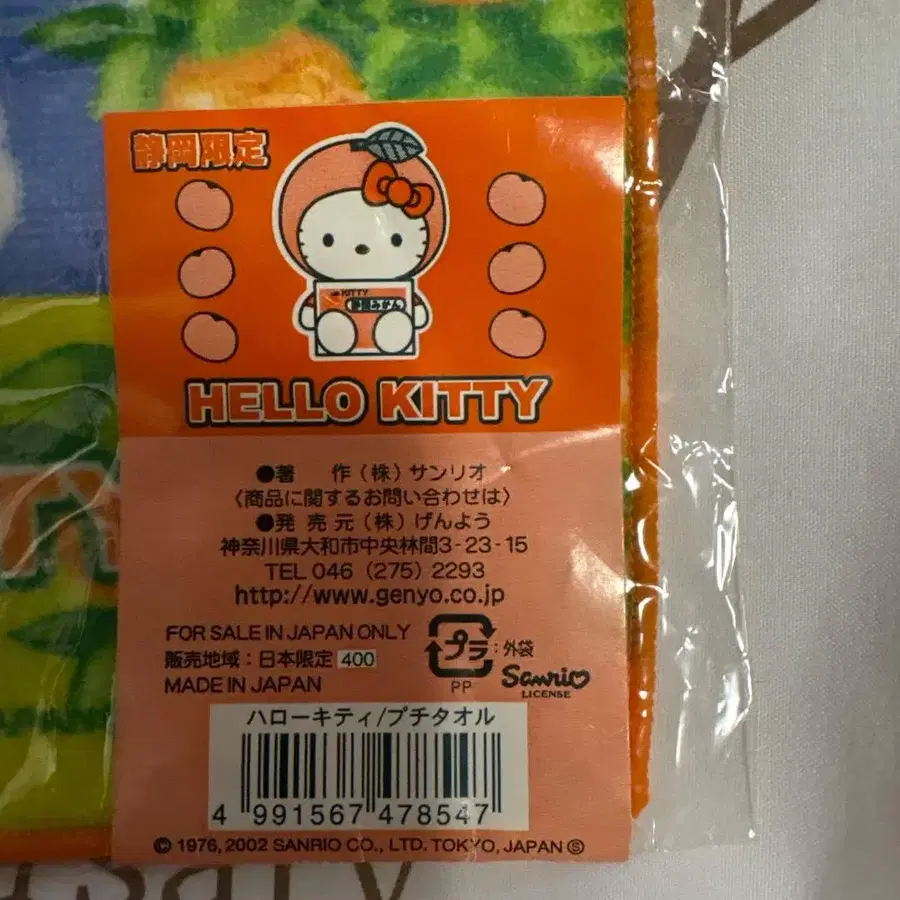 静岡限定
KITTY
みかん
HELLO KITTY
●著 作(株)サンリオ
〈商品に関するお問い合わせは〉
●発 売 元(株)げんよう
神奈川県大和市中央林間3-23-15
TEL 046 (275) 2293
http://www.genyo.co.jp
FOR SALE IN JAPAN ONLY
販売地域:日本限定 400
MADE IN JAPAN
プラ:外袋
PP
Sanrio
LICENSE
ハローキティ/プチタオル
4 991567 478547
© 1976, 2002 SANRIO CO., LTD. TOKYO, JAPAN Ⓢ